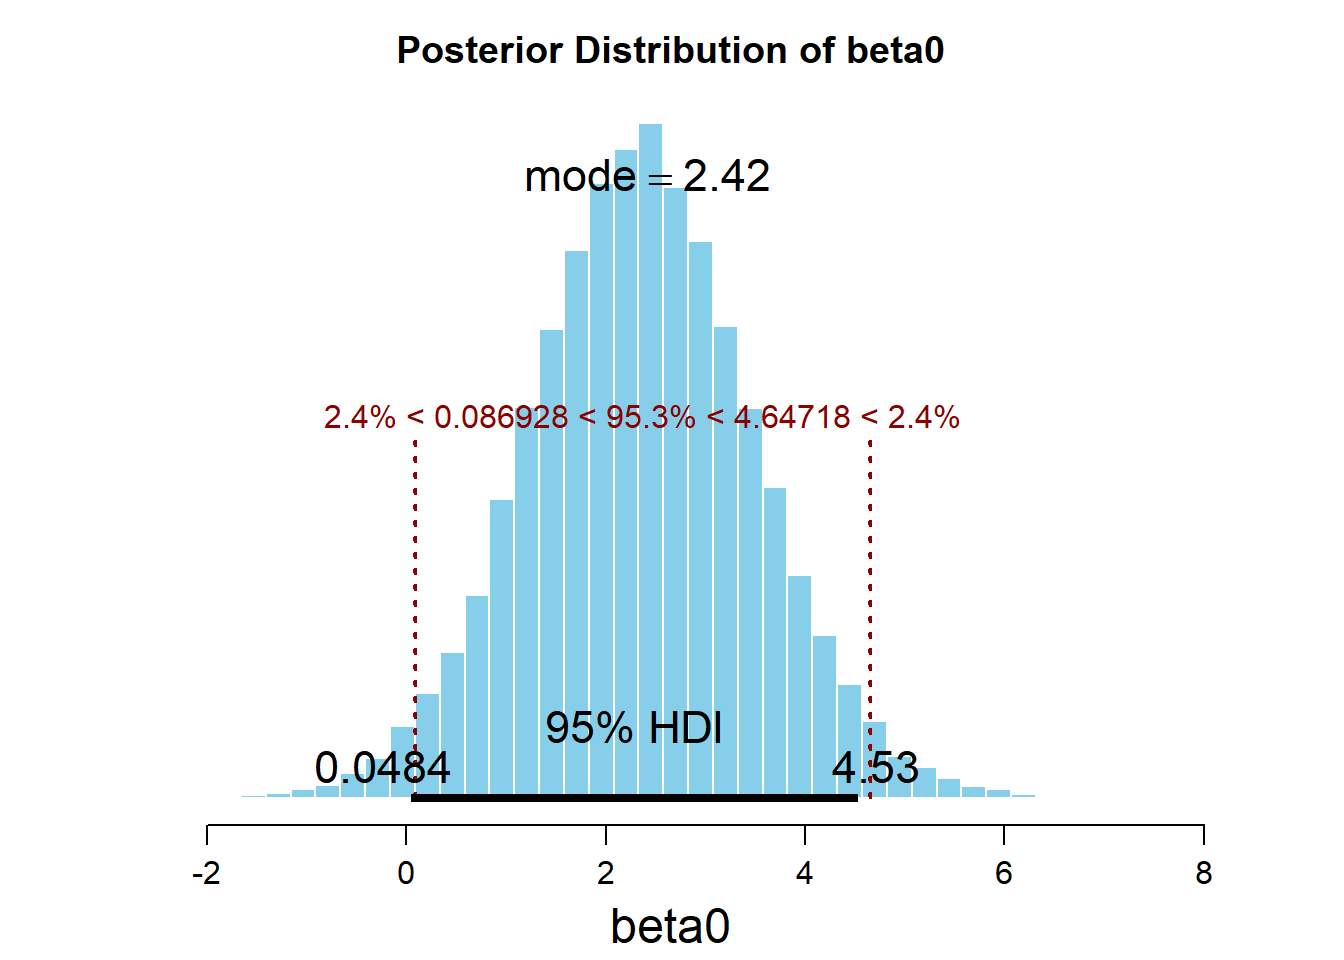 Posterior Distribution of beta0
mode = 2.42
2.4% < 0.086928 < 95.3% < 4.64718 < 2.4%
95% HDI
0.0484 4.53
-2 0 2 4 6 8
beta0